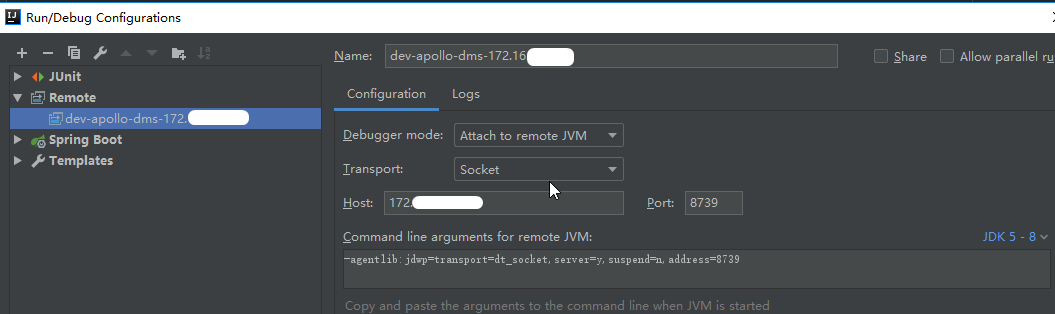 IJ Run/Debug Configurations
Name: dev-apollo-dms-172.16 Share Allow parallel ru
JUnit
Remote
dev-apollo-dms-172.
Spring Boot
Templates
Configuration Logs
Debugger mode: Attach to remote JVM
Transport: Socket
Host: 172. Port: 8739
Command line arguments for remote JVM: JDK 5 - 8
-agentlib:jdwp=transport=dt_socket,server=y,suspend=n,address=8739
Copy and paste the arguments to the command line when JVM is started